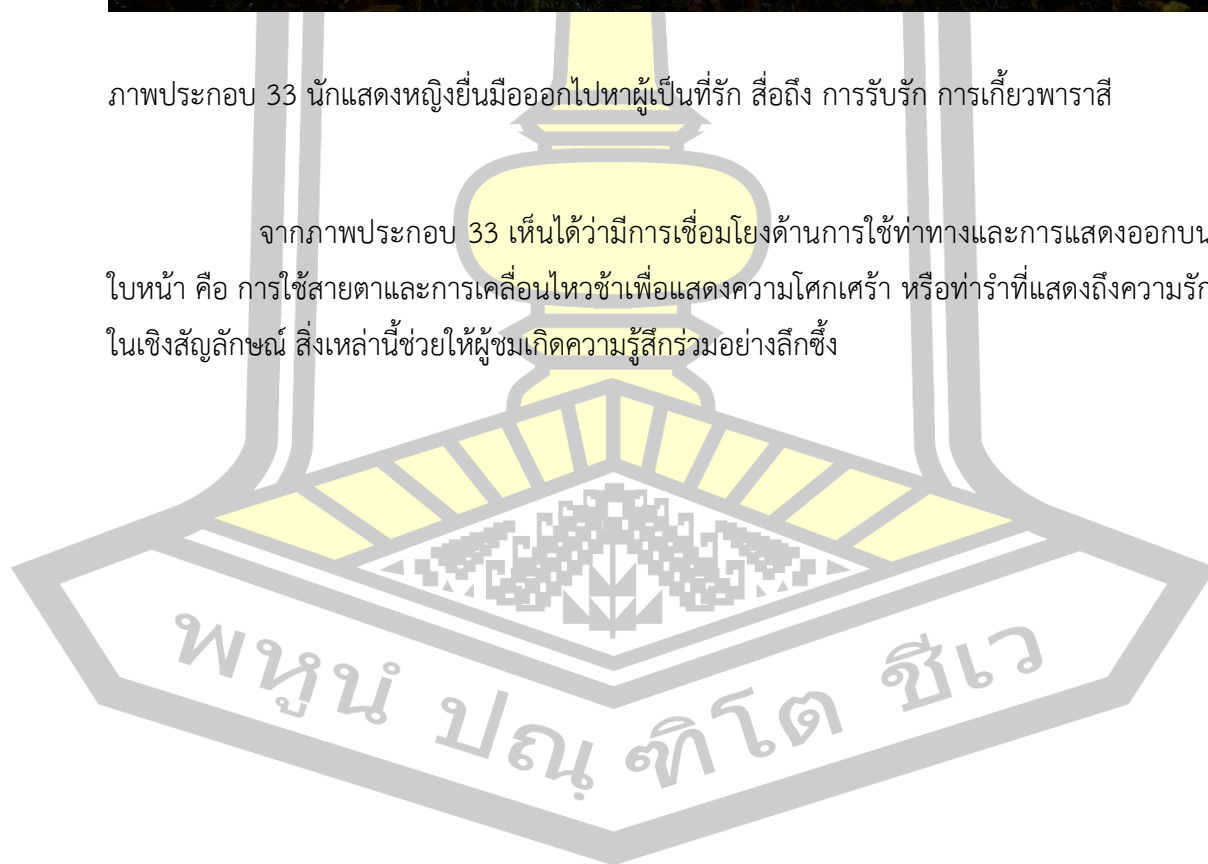 ภาพประกอบ 33 นักแสดงหญิงยื่นมือออกไปหาผู้เป็นที่รัก สื่อถึง การรับรัก การเกี้ยวพาราสี
จากภาพประกอบ 33 เห็นได้ว่ามีการเชื่อมโยงด้านการใช้ท่าทางและการแสดงออกบน
ใบหน้า คือ การใช้สายตาและการเคลื่อนไหวช้าเพื่อแสดงความโศกเศร้า หรือท่ารำที่แสดงถึงความรัก
ในเชิงสัญลักษณ์ สิ่งเหล่านี้ช่วยให้ผู้ชมเกิดความรู้สึกร่วมอย่างลึกซึ้ง
พหูนํ ปณฺฑิโต ชีเว